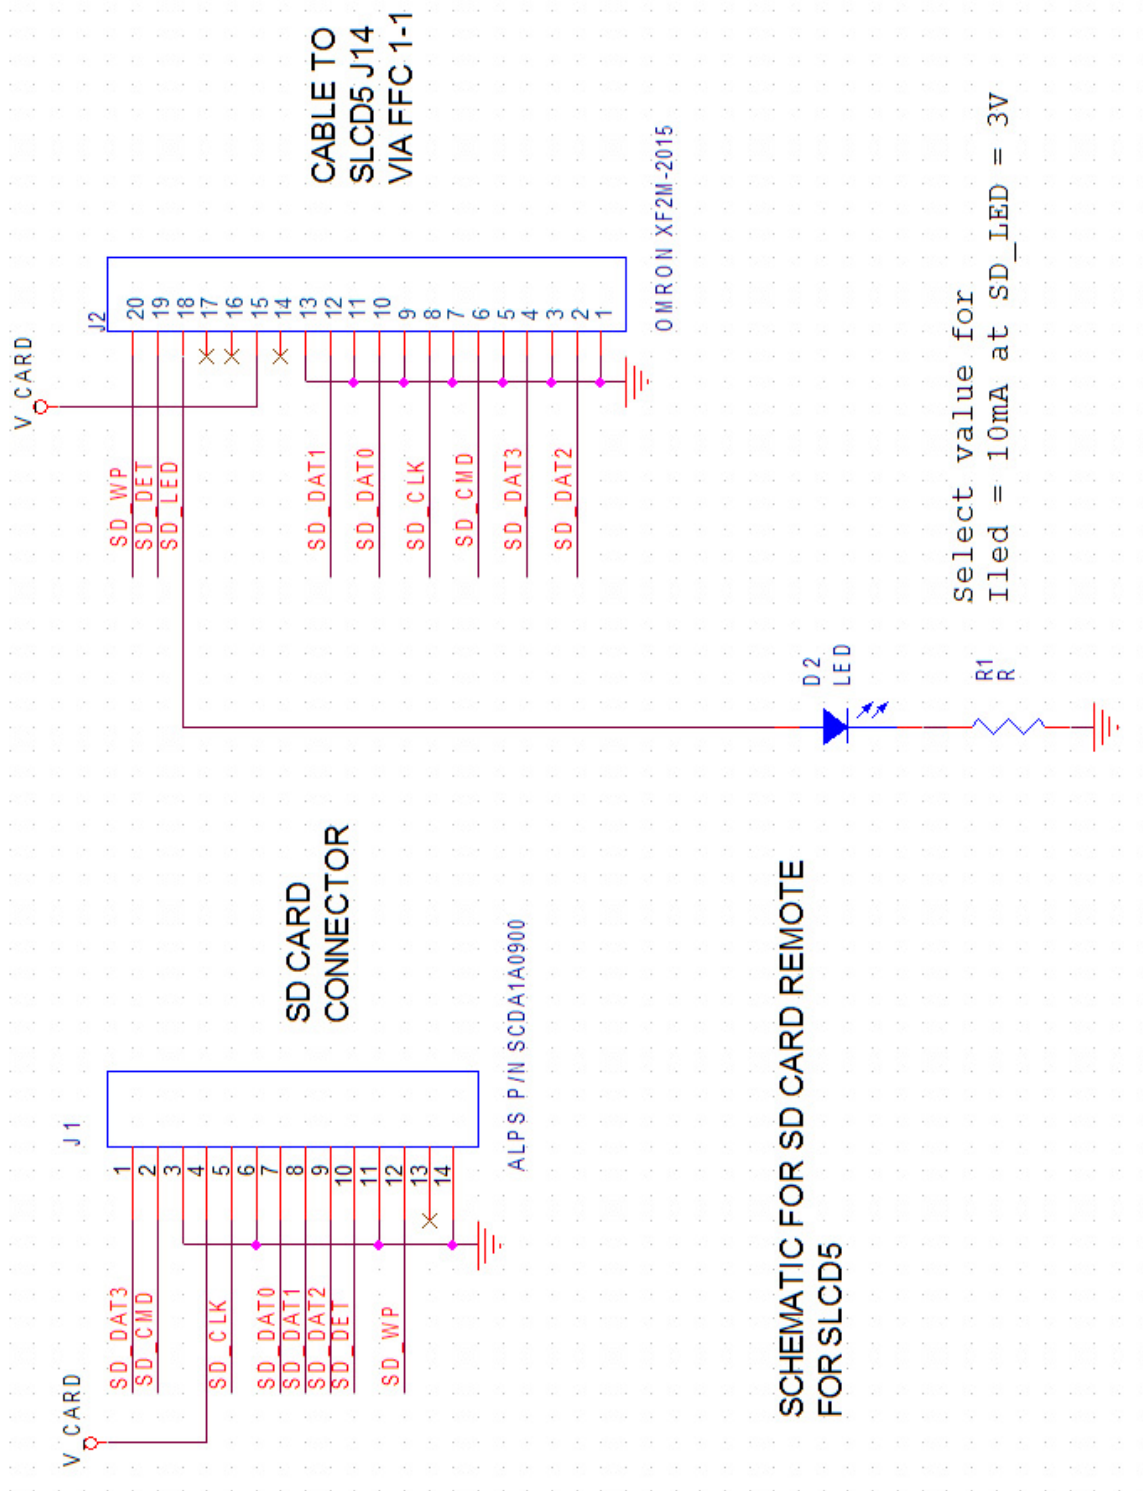 V_CARD
J1
1
2
3
4
5
6
7
8
9
10
11
12
13
14
SD_DAT3
SD_CMD
SD_CLK
SD_DAT0
SD_DAT1
SD_DAT2
SD_DET
SD_WP
SD CARD
CONNECTOR
ALPS P/N SCDA1A0900
V_CARD
J2
20
19
18
17
16
15
14
13
12
11
10
9
8
7
6
5
4
3
2
1
SD_WP
SD_DET
SD_LED
SD_DAT1
SD_DAT0
SD_CLK
SD_CMD
SD_DAT3
SD_DAT2
CABLE TO
SLCD5 J14
VIA FFC 1-1
OMRON XF2M-2015
D2
LED
R1
R
Select value for
Iled = 10mA at SD_LED = 3V
SCHEMATIC FOR SD CARD REMOTE
FOR SLCD5